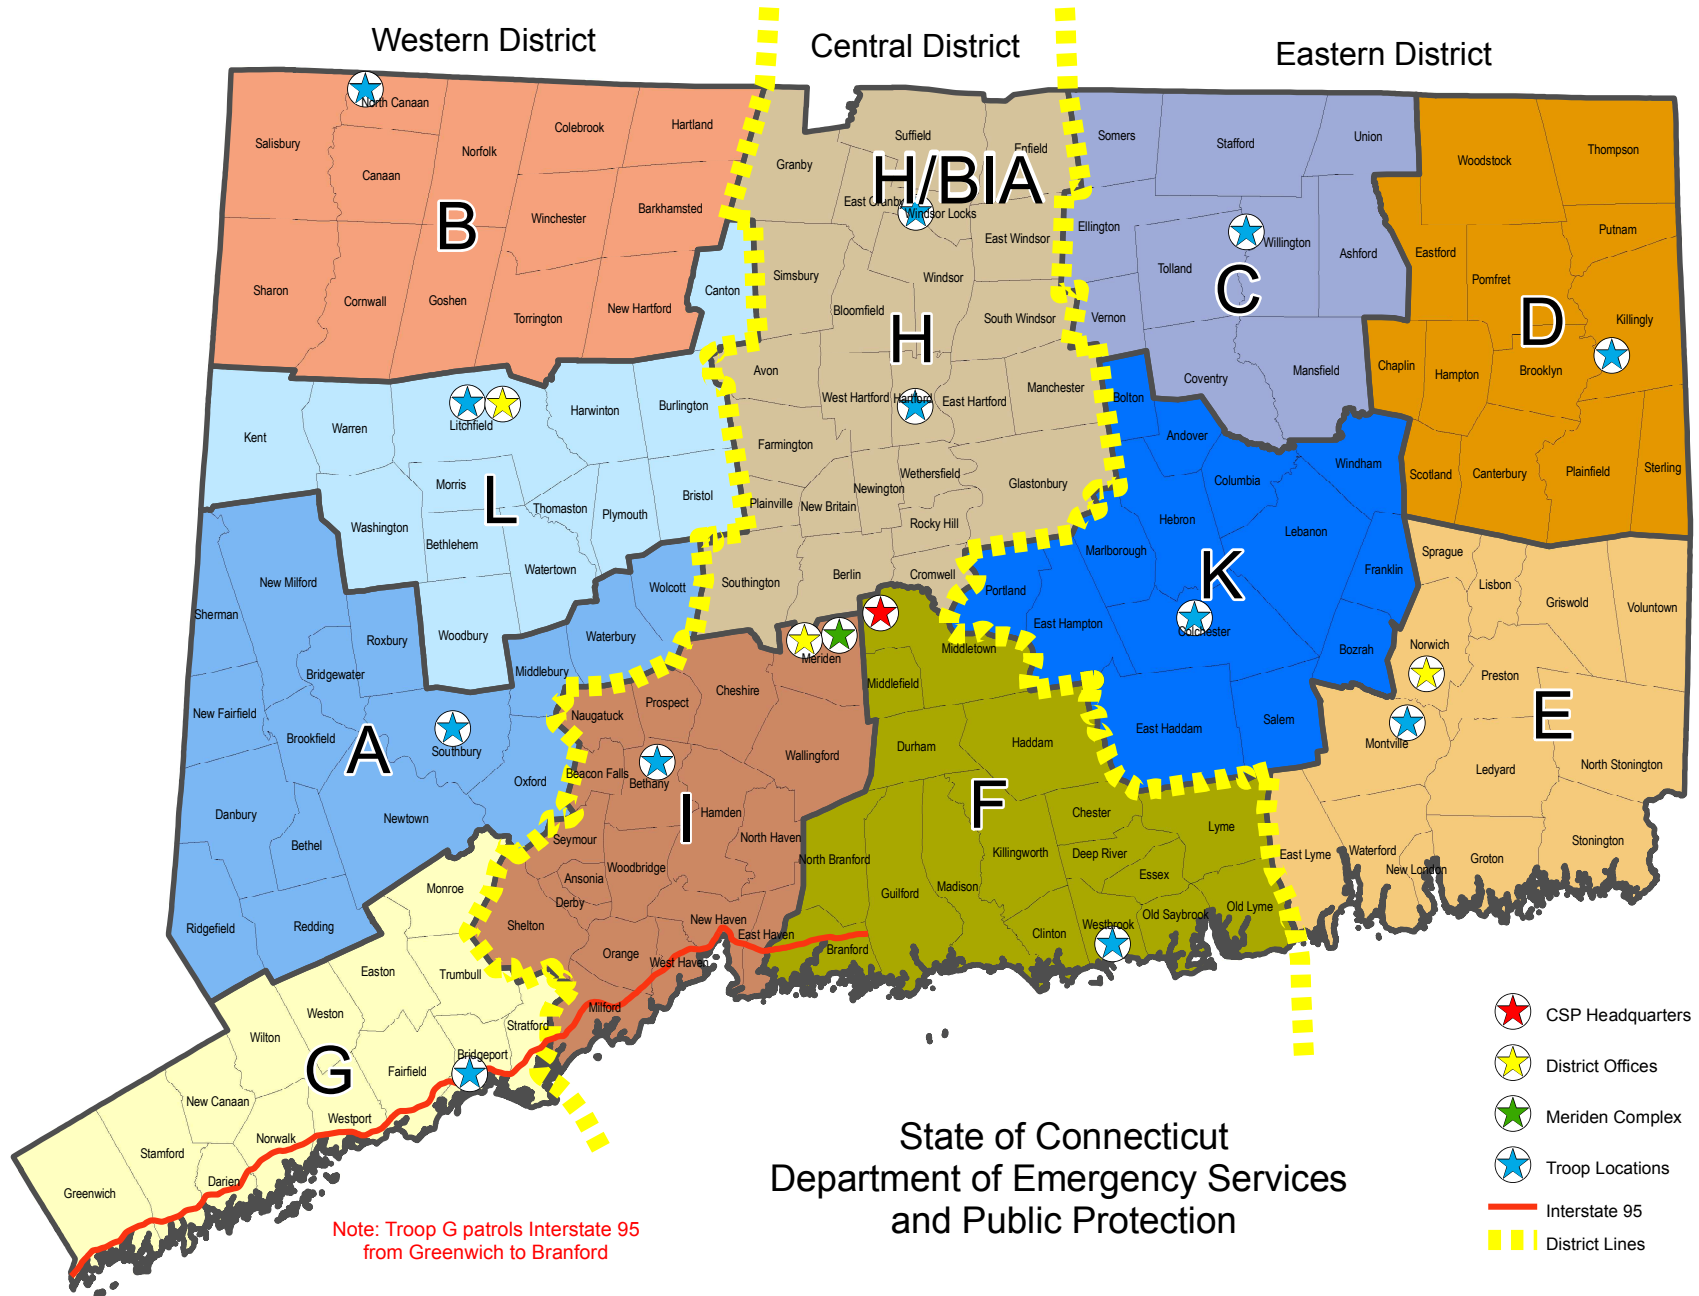 Western District
Central District
Eastern District
North Canaan
Salisbury
Canaan
Norfolk
Colebrook
Hartland
Winchester
Barkhamsted
B
Sharon
Cornwall
Goshen
Torrington
New Hartford
Suffield
Enfield
Granby
H/BIA
East Granby
Windsor Locks
East Windsor
Simsbury
Windsor
Bloomfield
South Windsor
H
Avon
West Hartford
Hartford
East Hartford
Manchester
Farmington
Wethersfield
Newington
Glastonbury
Plainville
New Britain
Rocky Hill
Berlin
Cromwell
Southington
Somers
Stafford
Union
Ellington
Willington
Tolland
Ashford
C
Vernon
Coventry
Mansfield
Woodstock
Thompson
Putnam
Eastford
Pomfret
D
Killingly
Chaplin
Hampton
Brooklyn
Scotland
Canterbury
Plainfield
Sterling
Canton
Harwinton
Burlington
Litchfield
Warren
Kent
Morris
L
Thomaston
Plymouth
Bristol
Washington
Bethlehem
Watertown
Woodbury
New Milford
Sherman
Wolcott
Waterbury
Roxbury
Middlebury
Bridgewater
New Fairfield
Brookfield
A
Southbury
Oxford
Danbury
Newtown
Bethel
Ridgefield
Redding
Bolton
Andover
Windham
Columbia
Hebron
Lebanon
Marlborough
Franklin
K
Portland
East Hampton
Colchester
Bozrah
East Haddam
Salem
Sprague
Lisbon
Griswold
Voluntown
Norwich
Preston
E
Montville
Ledyard
North Stonington
Stonington
Waterford
East Lyme
New London
Groton
Meriden
Cheshire
Prospect
Naugatuck
Wallingford
Beacon Falls
Bethany
I
Hamden
North Haven
Seymour
Woodbridge
Ansonia
Derby
Shelton
New Haven
East Haven
Orange
West Haven
Milford
Middletown
Middlefield
Durham
Haddam
F
Chester
Lyme
Killingworth
Deep River
Essex
North Branford
Guilford
Madison
Old Saybrook
Old Lyme
Westbrook
Clinton
Branford
Monroe
Easton
Trumbull
Weston
Wilton
Stratford
G
Bridgeport
Fairfield
New Canaan
Westport
Norwalk
Stamford
Darien
Greenwich
Note: Troop G patrols Interstate 95
from Greenwich to Branford
State of Connecticut
Department of Emergency Services
and Public Protection
CSP Headquarters
District Offices
Meriden Complex
Troop Locations
Interstate 95
District Lines